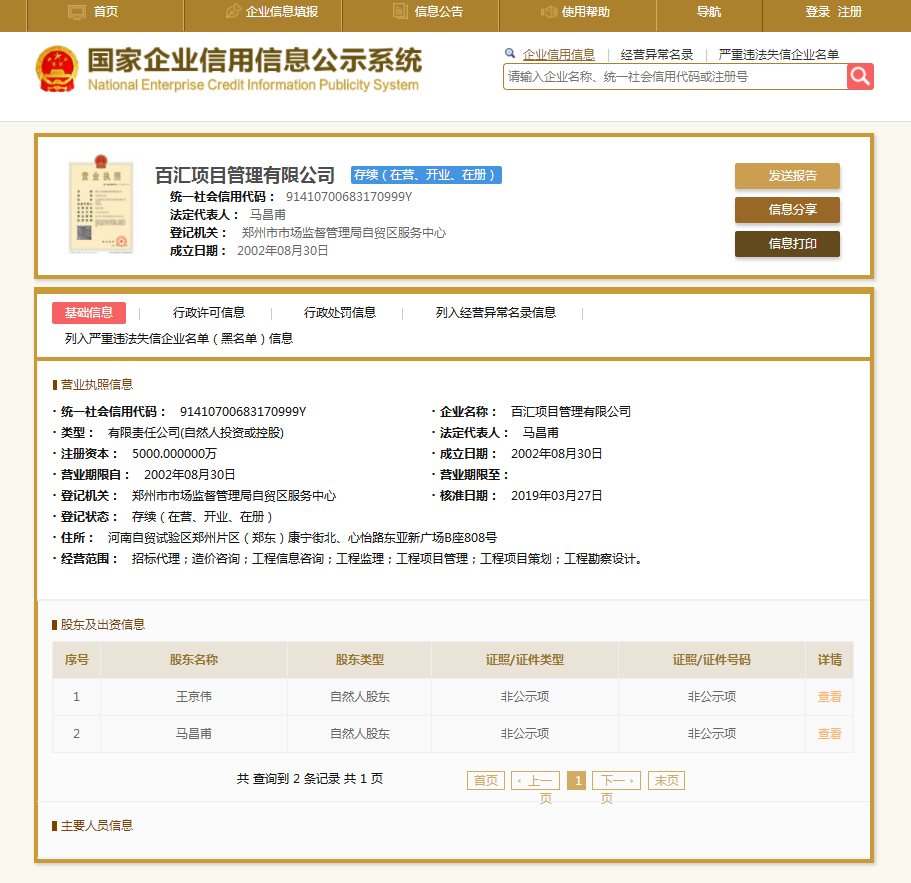 首页 企业信息填报 信息公告 使用帮助 导航 登录 注册
国家企业信用信息公示系统
National Enterprise Credit Information Publicity System
企业信用信息 | 经营异常名录 | 严重违法失信企业名单
请输入企业名称、统一社会信用代码或注册号
营业执照
百汇项目管理有限公司 存续（在营、开业、在册）
统一社会信用代码： 91410700683170999Y
法定代表人： 马昌甫
登记机关： 郑州市市场监督管理局自贸区服务中心
成立日期： 2002年08月30日
发送报告
信息分享
信息打印
基础信息 | 行政许可信息 | 行政处罚信息 | 列入经营异常名录信息 |
列入严重违法失信企业名单（黑名单）信息
营业执照信息
· 统一社会信用代码： 91410700683170999Y · 企业名称： 百汇项目管理有限公司
· 类型： 有限责任公司(自然人投资或控股) · 法定代表人： 马昌甫
· 注册资本： 5000.000000万 · 成立日期： 2002年08月30日
· 营业期限自： 2002年08月30日 · 营业期限至：
· 登记机关： 郑州市市场监督管理局自贸区服务中心 · 核准日期： 2019年03月27日
· 登记状态： 存续（在营、开业、在册）
· 住所： 河南自贸试验区郑州片区（郑东）康宁街北、心怡路东亚新广场B座808号
· 经营范围： 招标代理；造价咨询；工程信息咨询；工程监理；工程项目管理；工程项目策划；工程勘察设计。
股东及出资信息
序号 股东名称 股东类型 证照/证件类型 证照/证件号码 详情
1 王京伟 自然人股东 非公示项 非公示项 查看
2 马昌甫 自然人股东 非公示项 非公示项 查看
共 查询到 2 条记录 共 1 页 首页 上一页 1 下一页 末页
主要人员信息